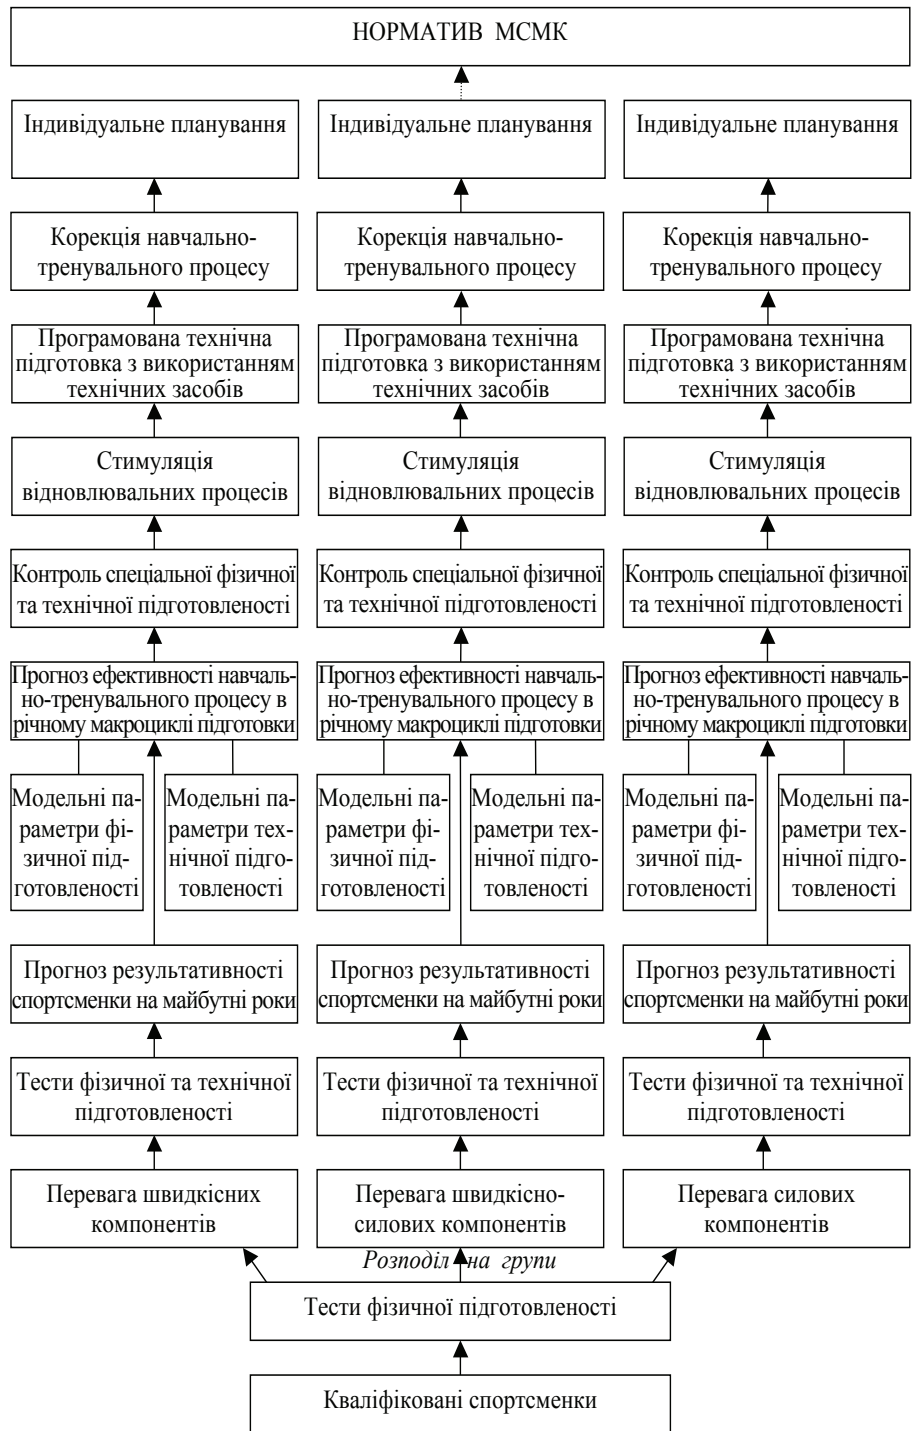 НОРМАТИВ МСМК
Індивідуальне планування
Індивідуальне планування
Індивідуальне планування
Корекція навчально-
тренувального процесу
Корекція навчально-
тренувального процесу
Корекція навчально-
тренувального процесу
Програмована технічна
підготовка з використанням
технічних засобів
Програмована технічна
підготовка з використанням
технічних засобів
Програмована технічна
підготовка з використанням
технічних засобів
Стимуляція
відновлювальних процесів
Стимуляція
відновлювальних процесів
Стимуляція
відновлювальних процесів
Контроль спеціальної фізичної
та технічної підготовленості
Контроль спеціальної фізичної
та технічної підготовленості
Контроль спеціальної фізичної
та технічної підготовленості
Прогноз ефективності навчаль-
но-тренувального процесу в
річному макроциклі підготовки
Прогноз ефективності навчаль-
но-тренувального процесу в
річному макроциклі підготовки
Прогноз ефективності навчаль-
но-тренувального процесу в
річному макроциклі підготовки
Модельні па-
раметри фі-
зичної під-
готовленості
Модельні па-
раметри тех-
нічної підго-
товленості
Модельні па-
раметри фі-
зичної під-
готовленості
Модельні па-
раметри тех-
нічної підго-
товленості
Модельні па-
раметри фі-
зичної під-
готовленості
Модельні па-
раметри тех-
нічної підго-
товленості
Прогноз результативності
спортсменки на майбутні роки
Прогноз результативності
спортсменки на майбутні роки
Прогноз результативності
спортсменки на майбутні роки
Тести фізичної та технічної
підготовленості
Тести фізичної та технічної
підготовленості
Тести фізичної та технічної
підготовленості
Перевага швидкісних
компонентів
Перевага швидкісно-
силових компонентів
Перевага силових
компонентів
Розподіл на групи
Тести фізичної підготовленості
Кваліфіковані спортсменки